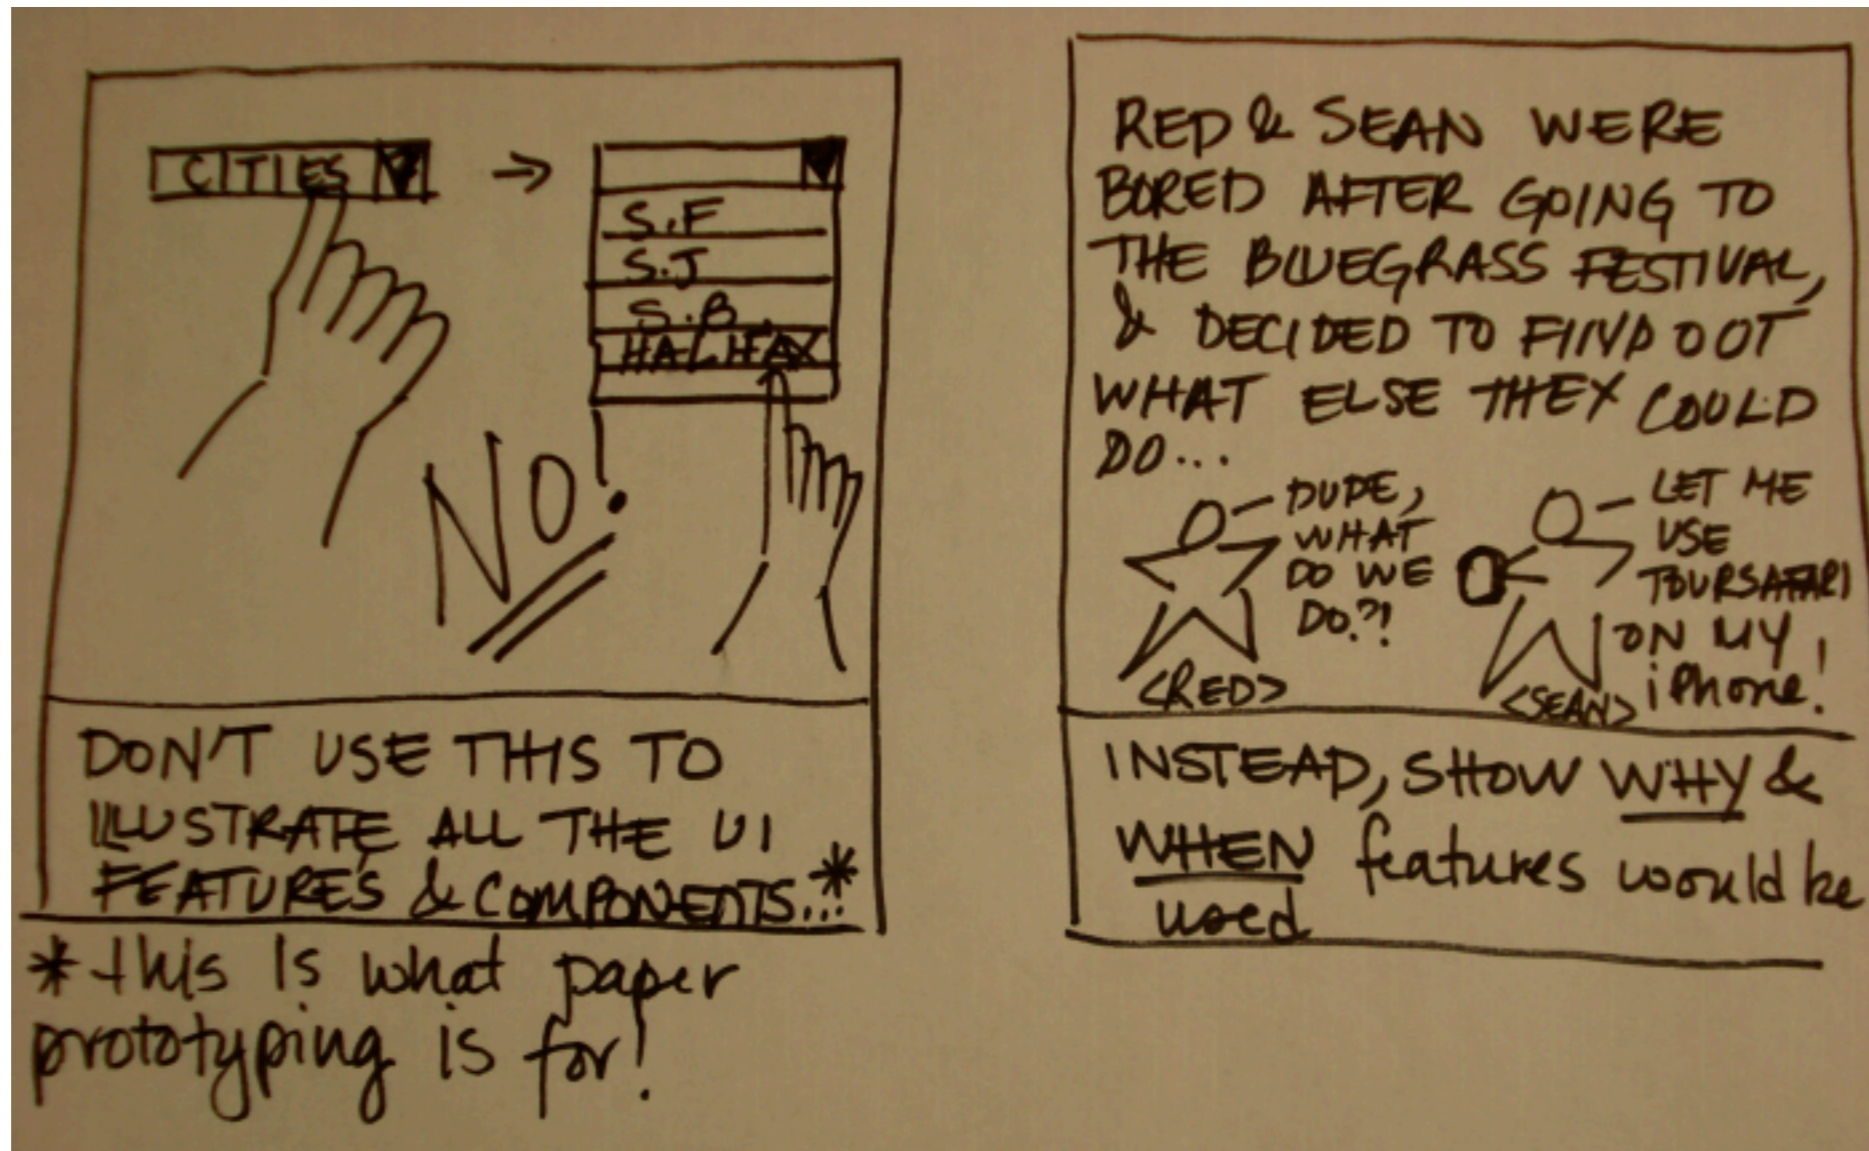 CITIES
S.F
S.J
S.B.
HALIFAX
NO!
DON'T USE THIS TO
ILLUSTRATE ALL THE UI
FEATURES & COMPONENTS...*
*this is what paper
prototyping is for!
RED & SEAN WERE
BORED AFTER GOING TO
THE BLUEGRASS FESTIVAL,
& DECIDED TO FIND OUT
WHAT ELSE THEY COULD
DO...
DUDE,
WHAT
DO WE
DO?!
<RED>
LET ME
USE
TOURSAFARI
ON MY
iPhone!
<SEAN>
INSTEAD, SHOW WHY &
WHEN features would be
used